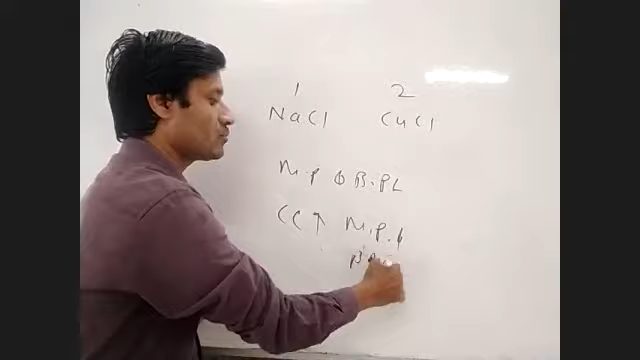 1 2
NaCl CuCl
M.P ↓ B.P↓
CC ↑ M.P. ↓
B.P